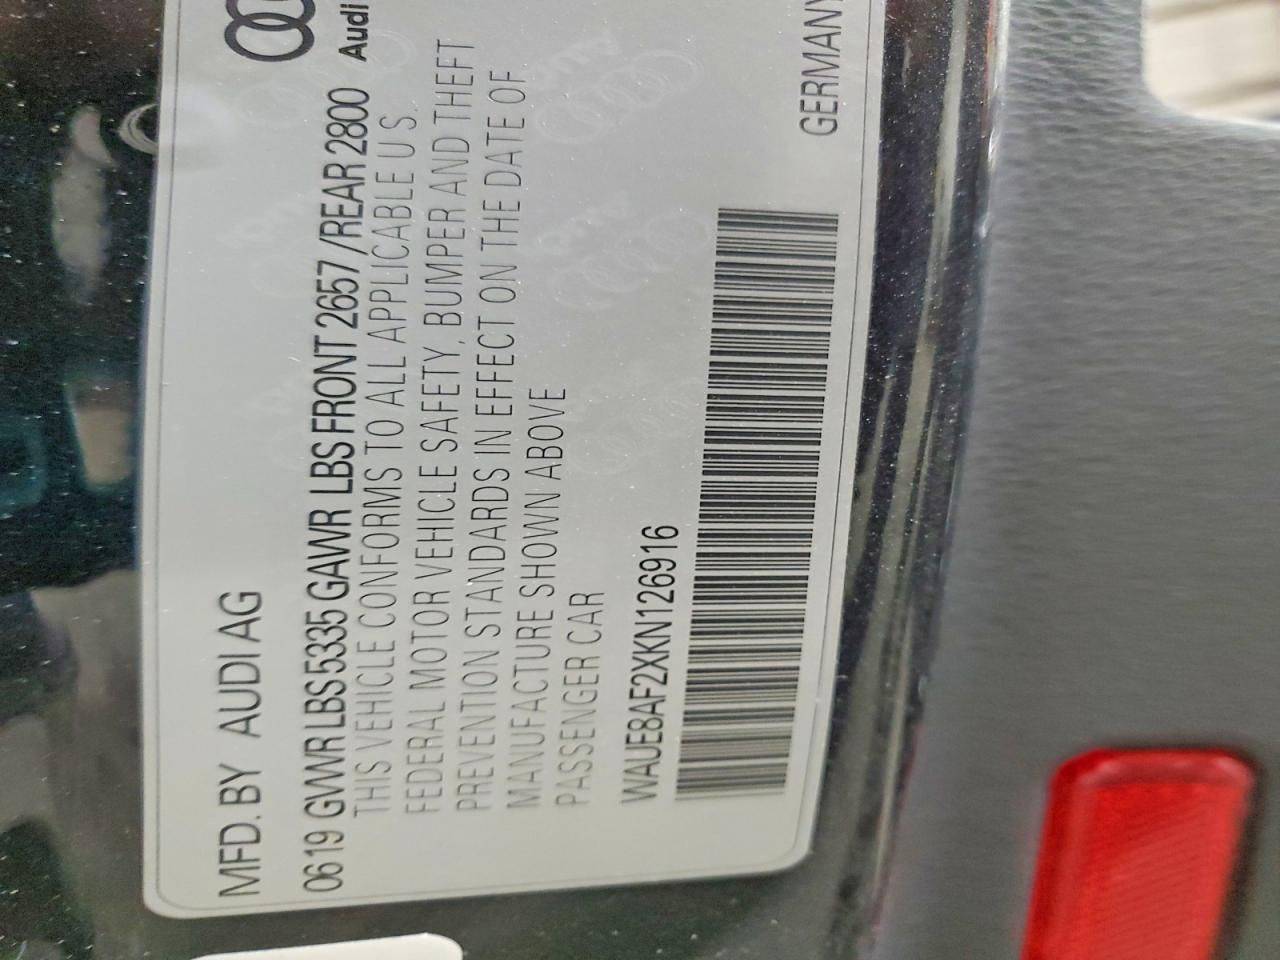 MFD. BY AUDI AG
Audi
0619 GVWR LBS 5335 GAWR LBS FRONT 2657 / REAR 2800
THIS VEHICLE CONFORMS TO ALL APPLICABLE U S.
FEDERAL MOTOR VEHICLE SAFETY, BUMPER AND THEFT
PREVENTION STANDARDS IN EFFECT ON THE DATE OF
MANUFACTURE SHOWN ABOVE
PASSENGER CAR
WAUE8AF2XKN126916
GERMANY